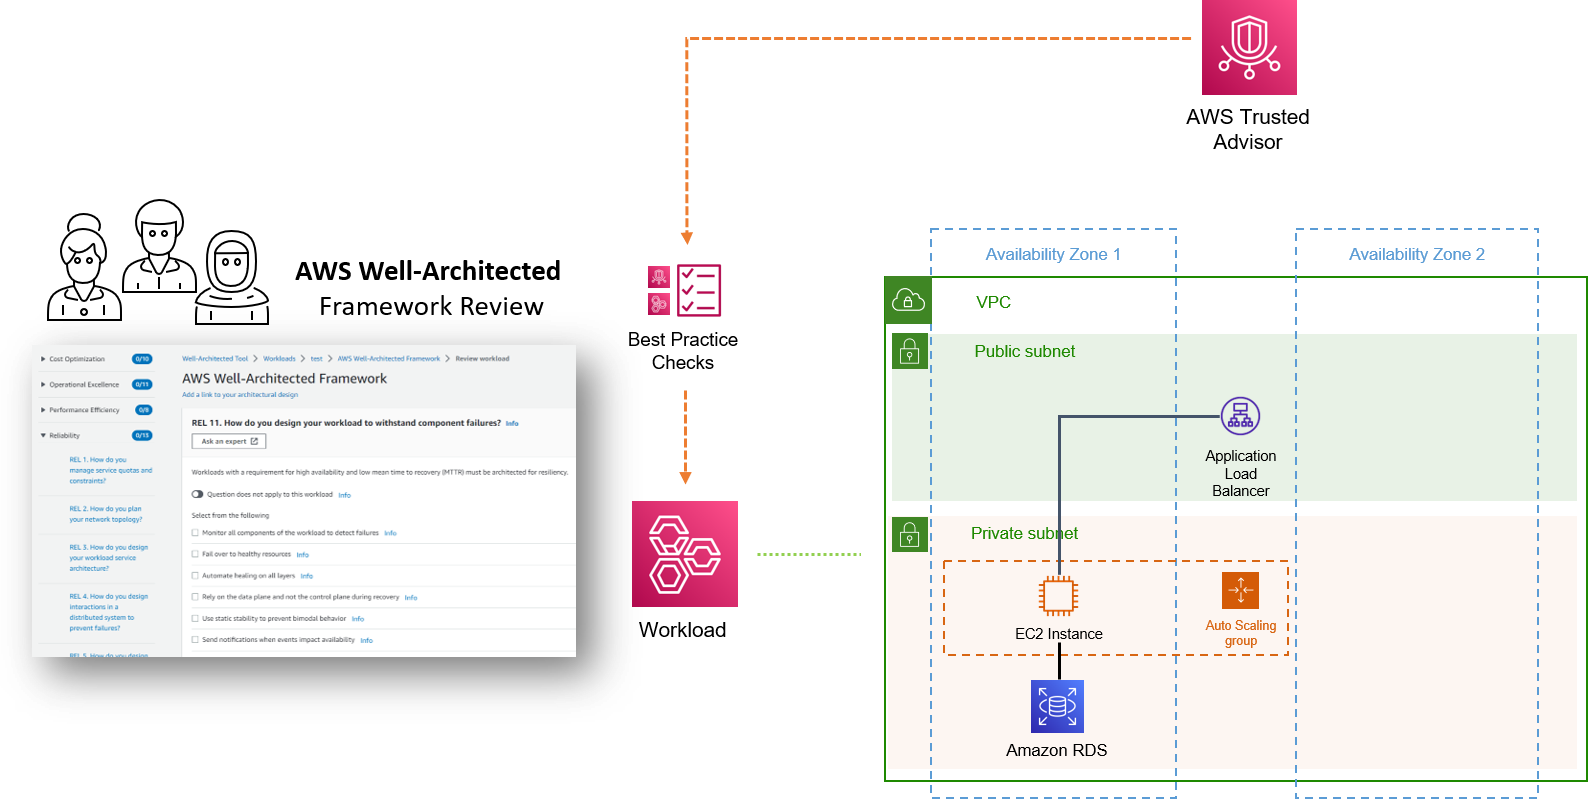 AWS Trusted
Advisor
AWS Well-Architected
Framework Review
Best Practice
Checks
Workload
Cost Optimization 0/10
Operational Excellence 0/11
Performance Efficiency 0/8
Reliability 0/13
REL 1. How do you
manage service quotas and
constraints?
REL 2. How do you plan
your network topology?
REL 3. How do you design
your workload service
architecture?
REL 4. How do you design
interactions in a
distributed system to
prevent failures?
REL 5. How do you design
Well-Architected Tool > Workloads > test > AWS Well-Architected Framework > Review workload
AWS Well-Architected Framework
Add a link to your architectural design
REL 11. How do you design your workload to withstand component failures? Info
Ask an expert
Workloads with a requirement for high availability and low mean time to recovery (MTTR) must be architected for resiliency.
Question does not apply to this workload Info
Select from the following
Monitor all components of the workload to detect failures Info
Fail over to healthy resources Info
Automate healing on all layers Info
Rely on the data plane and not the control plane during recovery Info
Use static stability to prevent bimodal behavior Info
Send notifications when events impact availability Info
Availability Zone 1
Availability Zone 2
VPC
Public subnet
Application
Load
Balancer
Private subnet
EC2 Instance
Auto Scaling
group
Amazon RDS